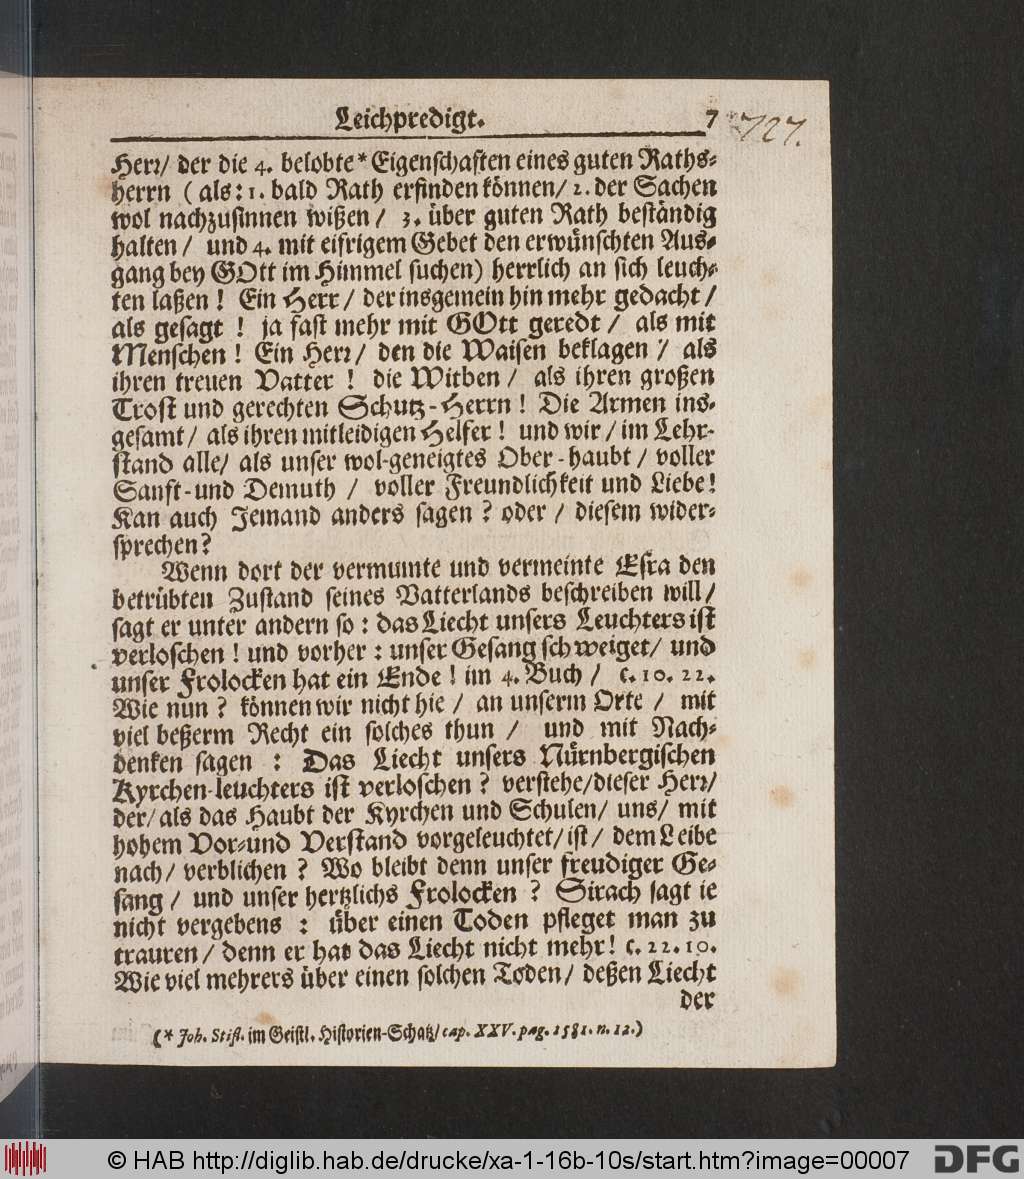 Leichpredigt. 7 727.
Herr/ der die 4. belobte * Eigenschafften eines guten Raths-
herrn ( als: 1. bald Rath erfinden können/ 2. der Sachen
wol nachzusinnen wißen / 3. über guten Rath beständig
halten / und 4. mit eifrigem Gebet den erwünschten Aus-
gang bey GOtt im Himmel suchen) herrlich an sich leuch-
ten laßen ! Ein Herr / der insgemein hin mehr gedacht /
als gesagt ! ja fast mehr mit GOtt geredt / als mit
Menschen ! Ein Herr/ den die Waisen beklagen / als
ihren treuen Vatter ! die Witben / als ihren großen
Trost und gerechten Schutz-Herrn ! Die Armen ins-
gesamt / als ihren mitleidigen Helfer ! und wir / im Lehr-
stand alle/ als unser wol-geneigtes Ober-haubt / voller
Sanft-und Demuth / voller Freundlichkeit und Liebe!
Kan auch Jemand anders sagen ? oder / diesem wider-
sprechen?
Wenn dort der vermumte und vermeinte Esra den
betrübten Zustand seines Vatterlands beschreiben will /
sagt er unter andern so : das Liecht unsers Leuchters ist
verloschen ! und vorher : unser Gesang schweiget/ und
unser Frolocken hat ein Ende ! im 4. Buch / c. 10. 22.
Wie nun ? können wir nicht hie / an unserm Orte / mit
viel beßerm Recht ein solches thun / und mit Nach-
denken sagen : Das Liecht unsers Nürnbergischen
Kyrchen-leuchters ist verloschen ? verstehe/dieser Herr/
der/ als das Haubt der Kyrchen und Schulen/ uns/ mit
hohem Vor-und Verstand vorgeleuchtet/ ist / dem Leibe
nach/ verblichen ? Wo bleibt denn unser freudiger Ge-
sang / und unser hertzlichs Frolocken ? Sirach sagt ie
nicht vergebens : über einen Toden pfleget man zu
trauren / denn er hat das Liecht nicht mehr! c. 22. 10.
Wie viel mehrers über einen solchen Toden/ deßen Liecht
der
(* Joh. Stifl. im Geistl. Historien-Schatz/ cap. XXV. pag. 1581. n. 12.)
© HAB http://diglib.hab.de/drucke/xa-1-16b-10s/start.htm?image=00007 DFG